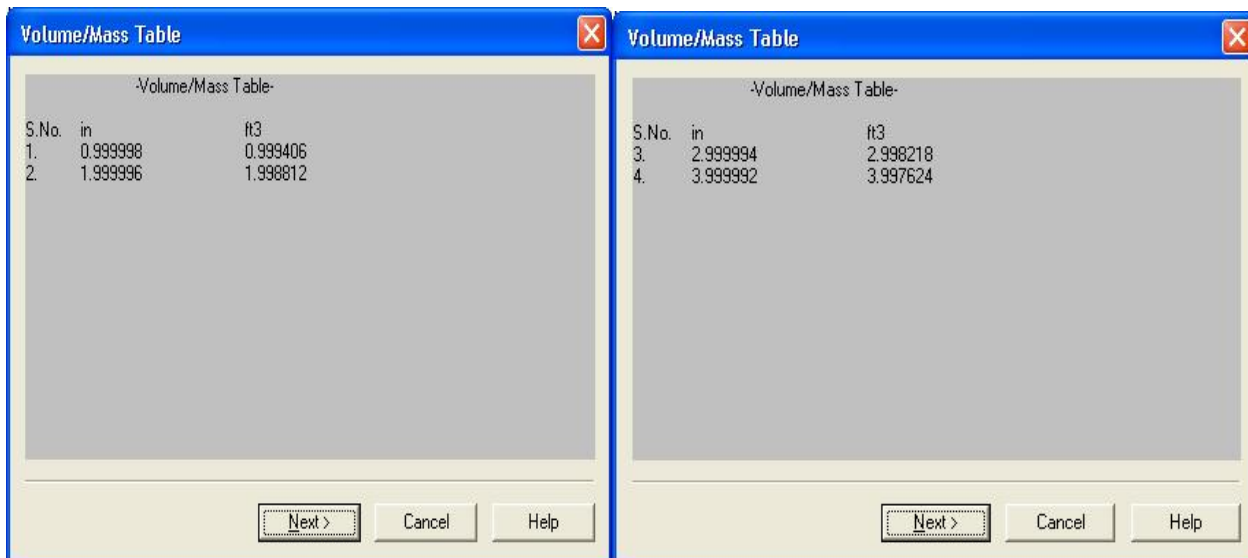 Volume/Mass Table
-Volume/Mass Table-
S.No. in ft3
1. 0.999998 0.999406
2. 1.999996 1.998812
Next > Cancel Help
Volume/Mass Table
-Volume/Mass Table-
S.No. in ft3
3. 2.999994 2.998218
4. 3.999992 3.997624
Next > Cancel Help